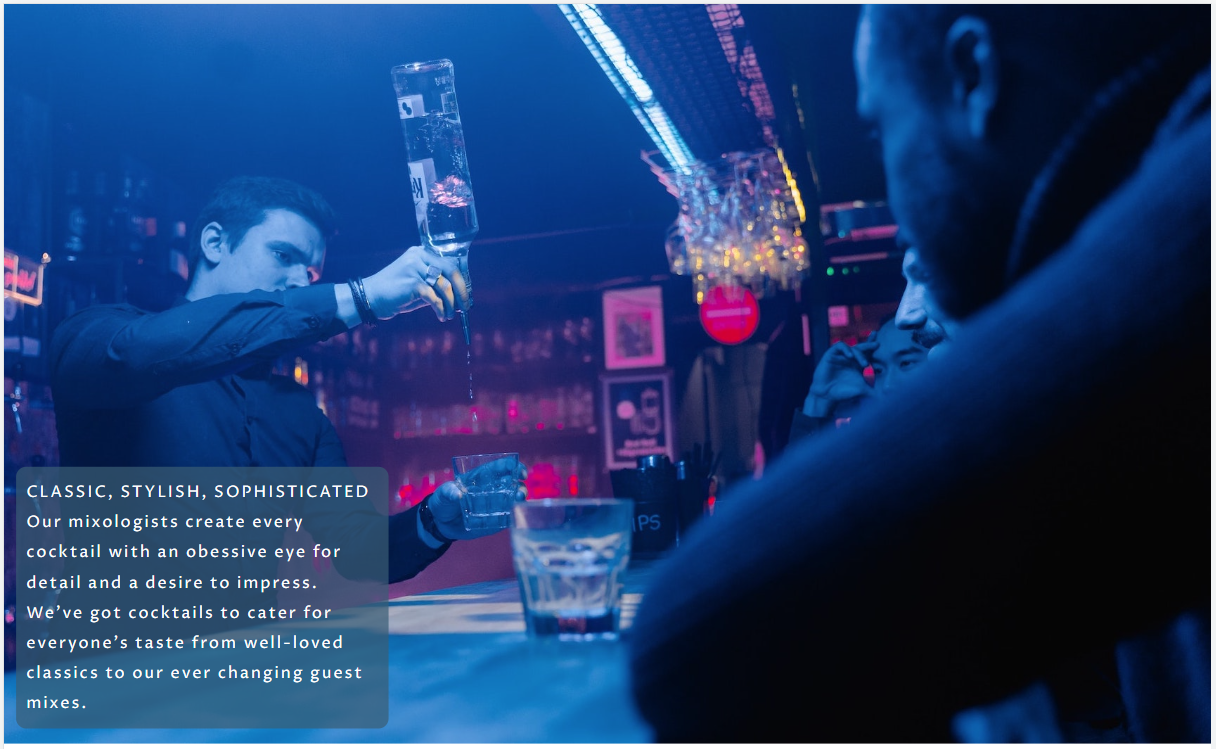 CLASSIC, STYLISH, SOPHISTICATED
Our mixologists create every
cocktail with an obessive eye for
detail and a desire to impress.
We’ve got cocktails to cater for
everyone’s taste from well-loved
classics to our ever changing guest
mixes.
IPS